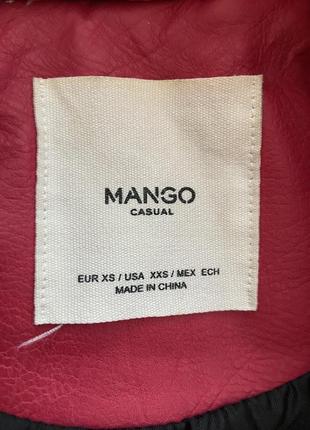 MANGO
CASUAL
EUR XS / USA XXS / MEX ECH
MADE IN CHINA